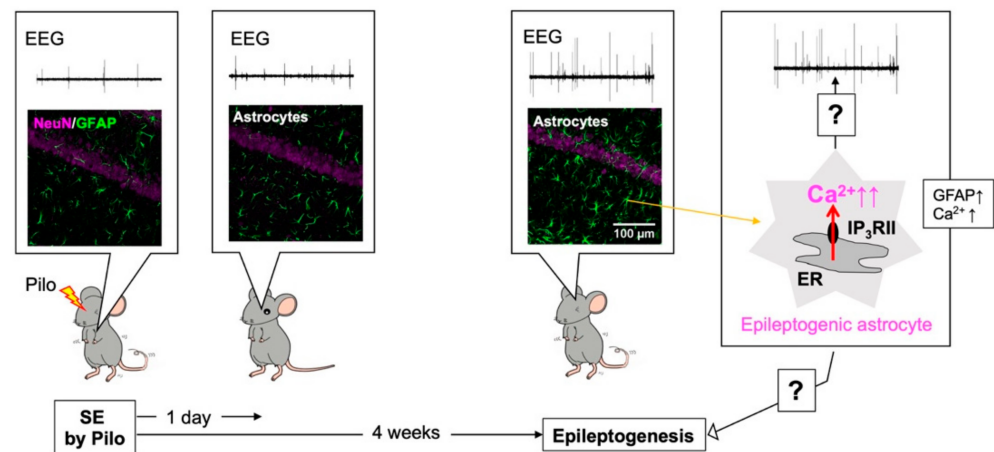 EEG
NeuN/GFAP
Pilo
EEG
Astrocytes
EEG
Astrocytes
100 µm
?
Ca²⁺↑↑
IP₃RII
ER
Epileptogenic astrocyte
GFAP↑
Ca²⁺ ↑
?
SE
by Pilo
1 day
4 weeks
Epileptogenesis